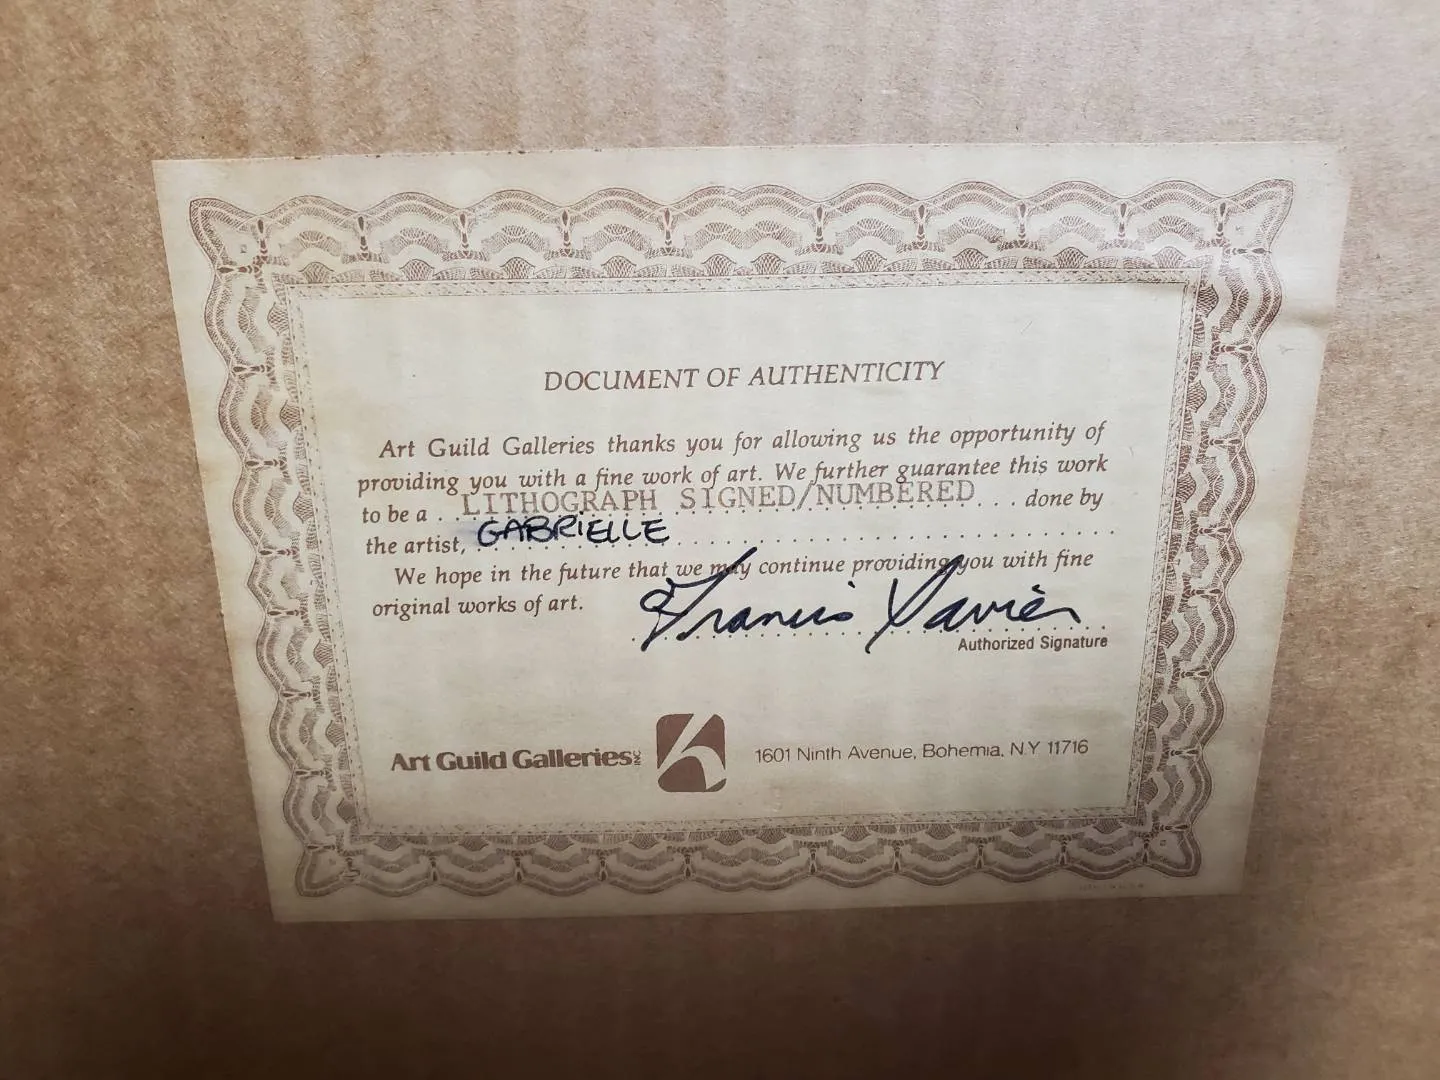 DOCUMENT OF AUTHENTICITY
Art Guild Galleries thanks you for allowing us the opportunity of
providing you with a fine work of art. We further guarantee this work
to be a . . LITHOGRAPH SIGNED/NUMBERED . . . done by
the artist, GABRIELLE
We hope in the future that we may continue providing you with fine
original works of art.
Francis Xavier
Authorized Signature
Art Guild Galleries INC
1601 Ninth Avenue, Bohemia, N.Y 11716